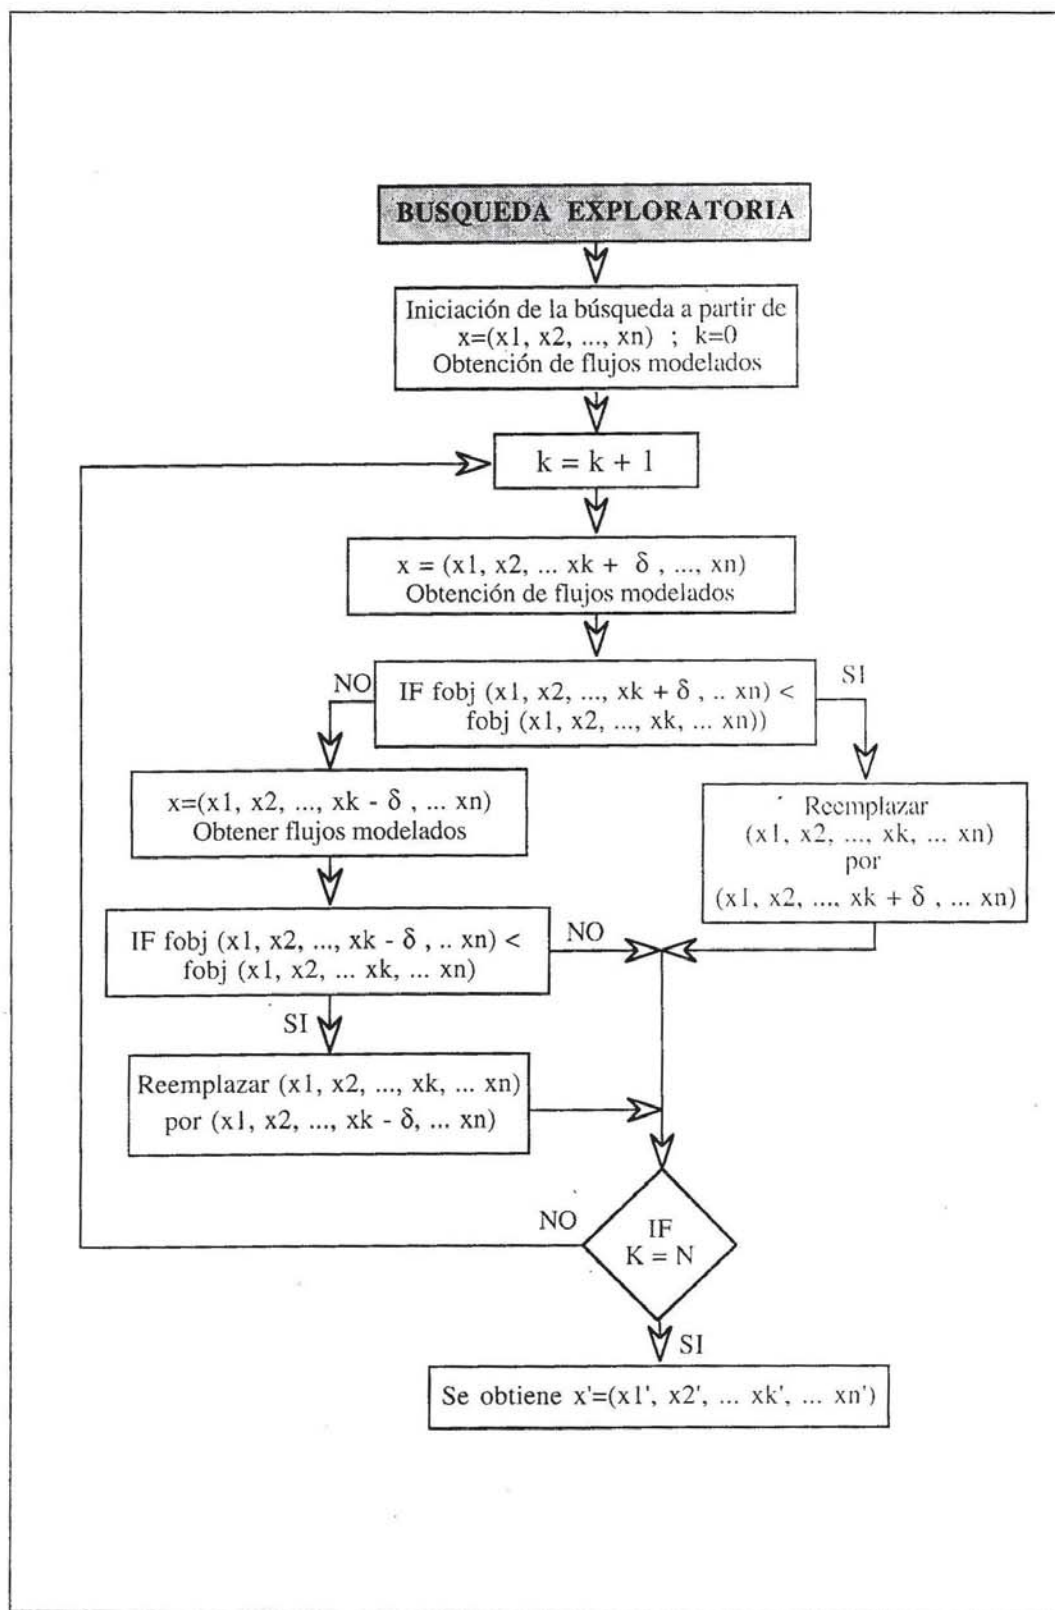 BUSQUEDA EXPLORATORIA
Iniciación de la búsqueda a partir de
x=(x1, x2, ..., xn) ; k=0
Obtención de flujos modelados
k = k + 1
x = (x1, x2, ... xk + δ , ..., xn)
Obtención de flujos modelados
NO
IF fobj (x1, x2, ..., xk + δ , .. xn) <
fobj (x1, x2, ..., xk, ... xn))
SI
x=(x1, x2, ..., xk - δ , ... xn)
Obtener flujos modelados
Reemplazar
(x1, x2, ..., xk, ... xn)
por
(x1, x2, ..., xk + δ , ... xn)
IF fobj (x1, x2, ..., xk - δ , .. xn) <
fobj (x1, x2, ... xk, ... xn)
NO
SI
Reemplazar (x1, x2, ..., xk, ... xn)
por (x1, x2, ..., xk - δ, ... xn)
NO
IF
K = N
SI
Se obtiene x'=(x1', x2', ... xk', ... xn')